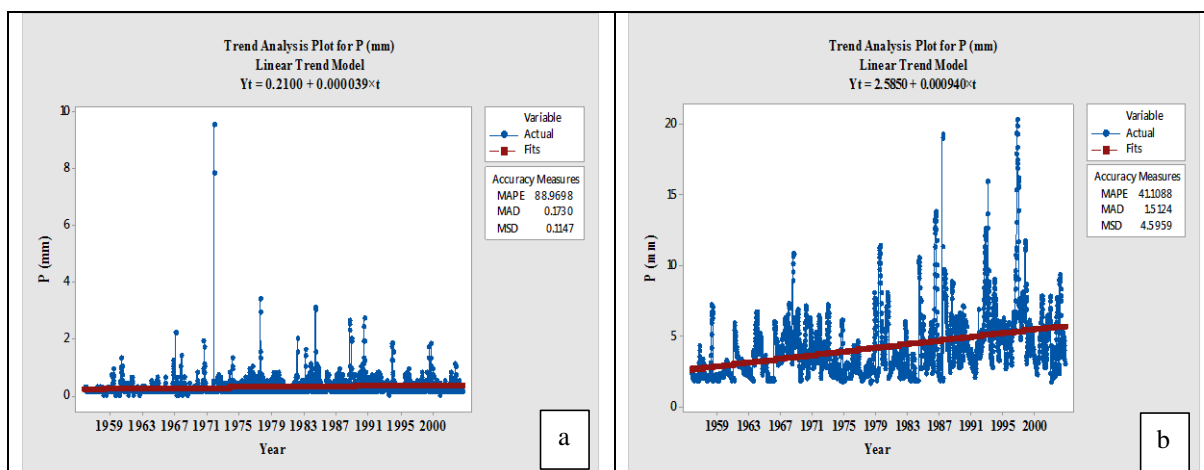 Trend Analysis Plot for P (mm)
Linear Trend Model
Yt = 0.2100 + 0.000039×t
10
8
6
4
2
0
P (mm)
1959 1963 1967 1971 1975 1979 1983 1987 1991 1995 2000
Year
Variable
Actual
Fits
Accuracy Measures
MAPE 88.9698
MAD 0.1730
MSD 0.1147
a
Trend Analysis Plot for P (mm)
Linear Trend Model
Yt = 2.5850 + 0.000940×t
20
15
10
5
0
P (mm)
1959 1963 1967 1971 1975 1979 1983 1987 1991 1995 2000
Year
Variable
Actual
Fits
Accuracy Measures
MAPE 41.1088
MAD 1.5124
MSD 4.5959
b